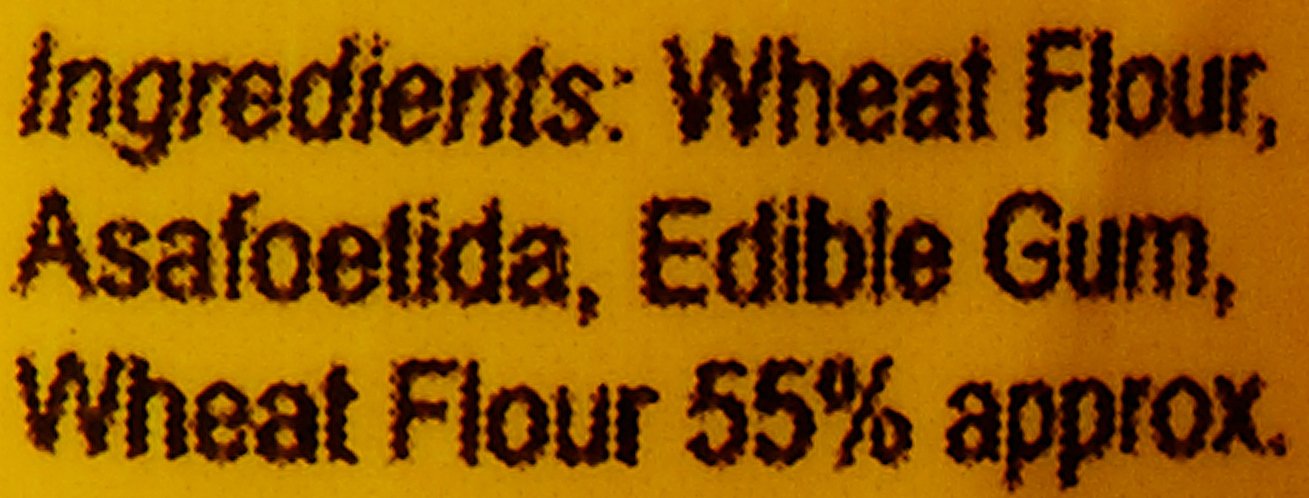 Ingredients: Wheat Flour,
Asafoetida, Edible Gum,
Wheat Flour 55% approx.